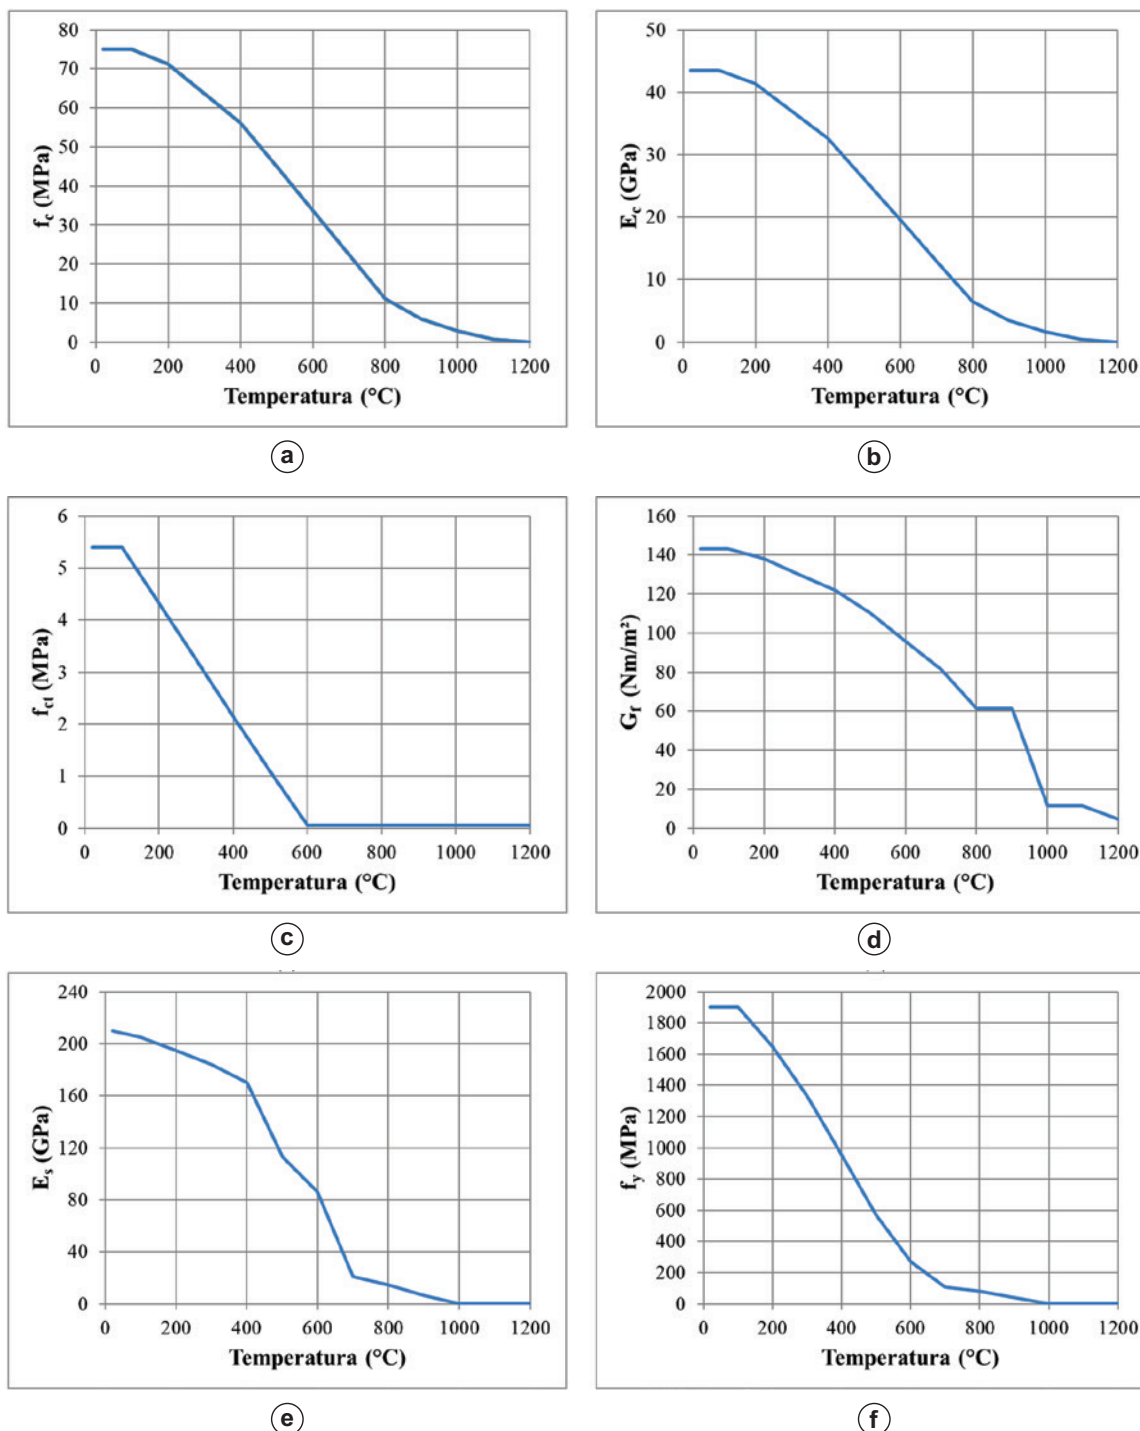 80
70
60
50
40
30
20
10
0
f_c (MPa)
0 200 400 600 800 1000 1200
Temperatura (°C)
a
50
40
30
20
10
0
E_c (GPa)
0 200 400 600 800 1000 1200
Temperatura (°C)
b
6
5
4
3
2
1
0
f_ct (MPa)
0 200 400 600 800 1000 1200
Temperatura (°C)
c
160
140
120
100
80
60
40
20
0
G_f (Nm/m²)
0 200 400 600 800 1000 1200
Temperatura (°C)
d
240
200
160
120
80
40
0
E_s (GPa)
0 200 400 600 800 1000 1200
Temperatura (°C)
e
2000
1800
1600
1400
1200
1000
800
600
400
200
0
f_y (MPa)
0 200 400 600 800 1000 1200
Temperatura (°C)
f